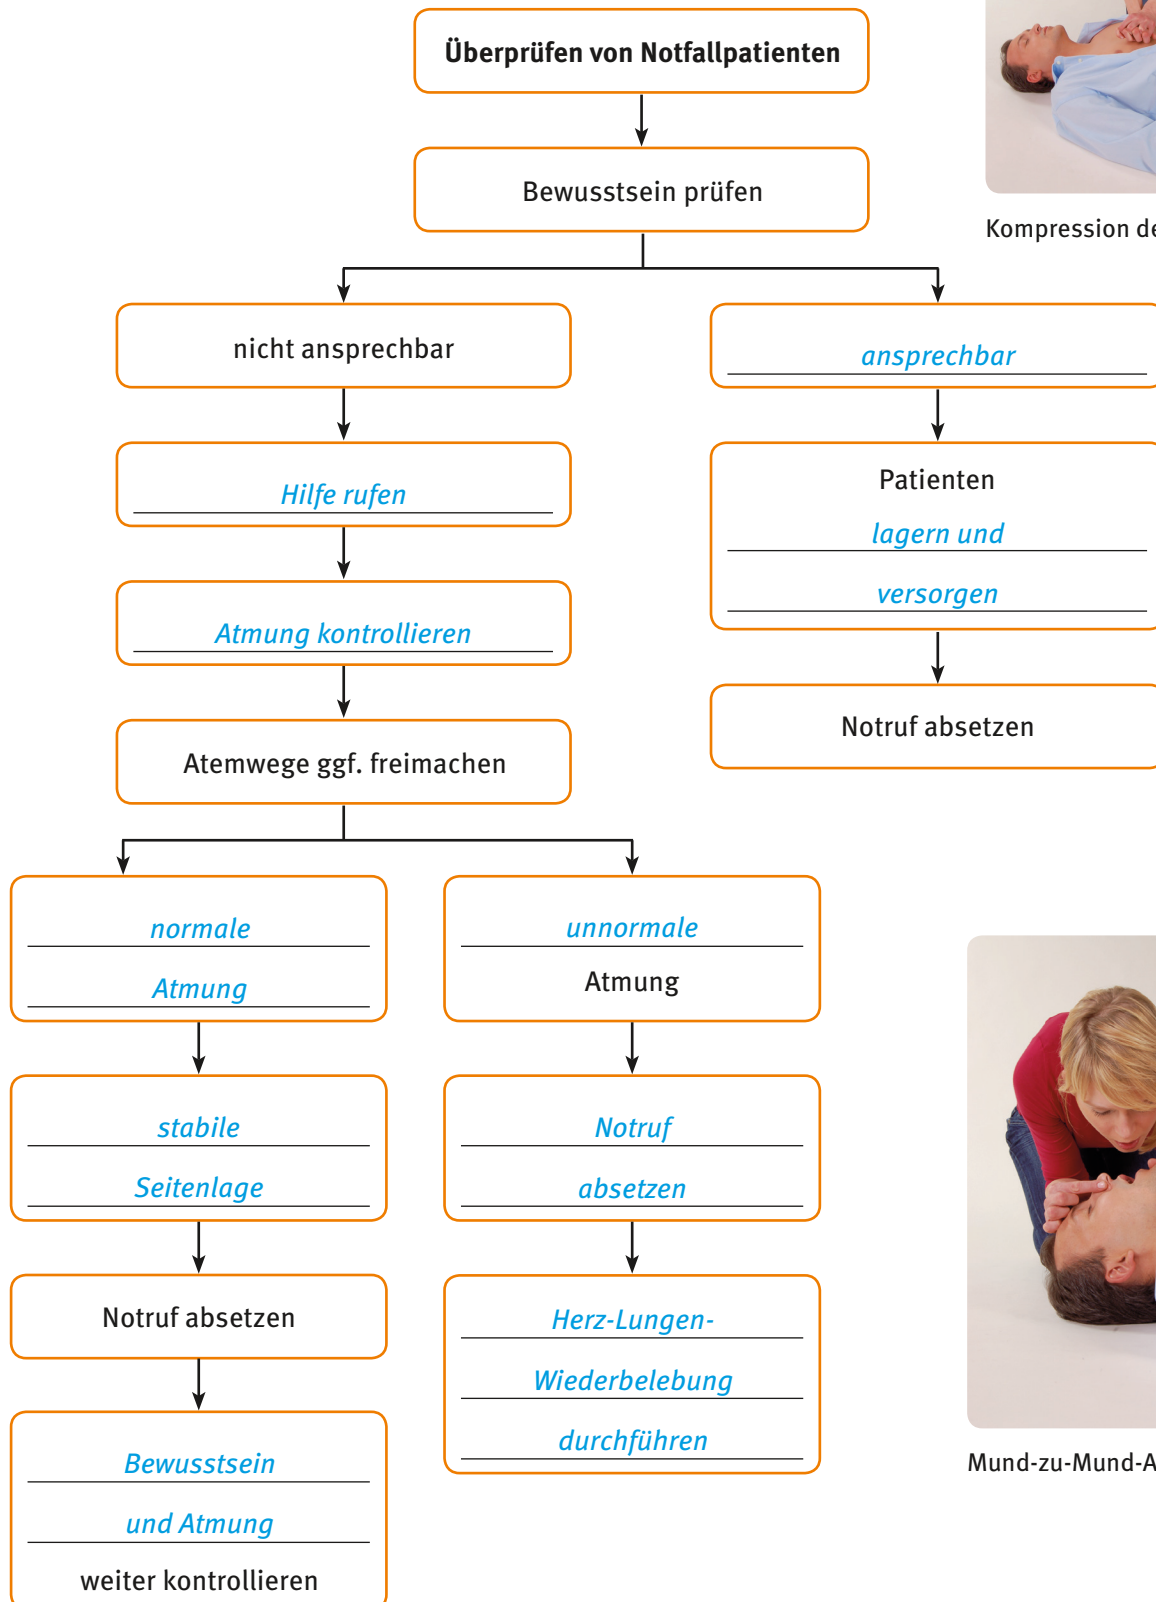 Überprüfen von Notfallpatienten
Bewusstsein prüfen
Kompression
nicht ansprechbar
ansprechbar
Hilfe rufen
Patienten
lagern und
versorgen
Atmung kontrollieren
Notruf absetzen
Atemwege ggf. freimachen
normale
Atmung
unnormale
Atmung
stabile
Seitenlage
Notruf
absetzen
Notruf absetzen
Herz-Lungen-
Wiederbelebung
durchführen
Bewusstsein
und Atmung
weiter kontrollieren
Mund-zu-Mund-A